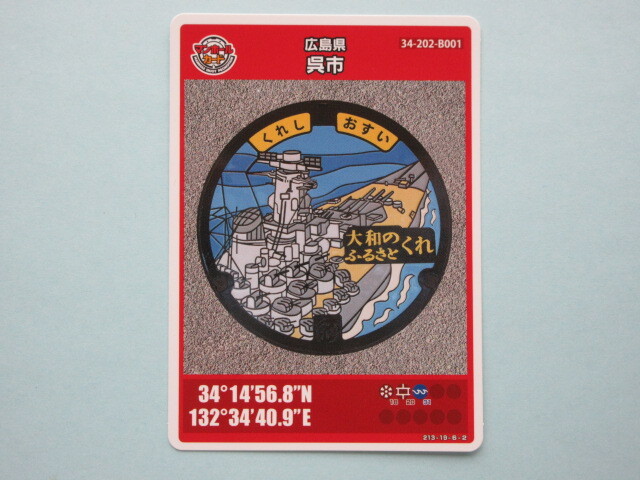 マンホール
カード
広島県
呉市
34-202-B001
くれし
おすい
大和の
ふるさと
くれ
34°14'56.8"N
132°34'40.9"E
18 20 31
213-18-6-2